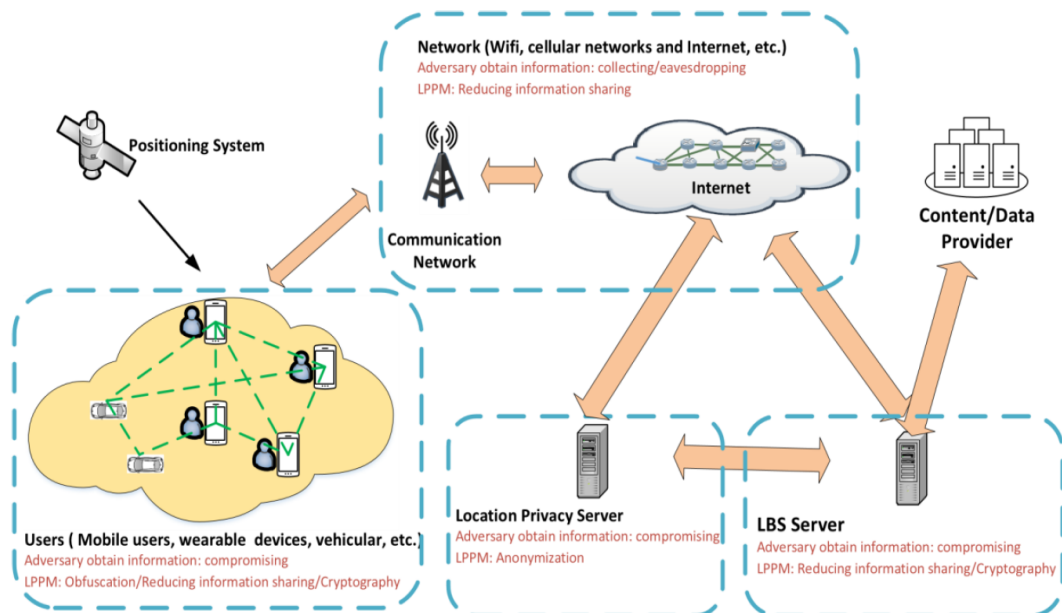 Network (Wifi, cellular networks and Internet, etc.)
Adversary obtain information: collecting/eavesdropping
LPPM: Reducing information sharing
Positioning System
Internet
Communication
Network
Content/Data
Provider
Users ( Mobile users, wearable devices, vehicular, etc.)
Adversary obtain information: compromising
LPPM: Obfuscation/Reducing information sharing/Cryptography
Location Privacy Server
Adversary obtain information: compromising
LPPM: Anonymization
LBS Server
Adversary obtain information: compromising
LPPM: Reducing information sharing/Cryptography